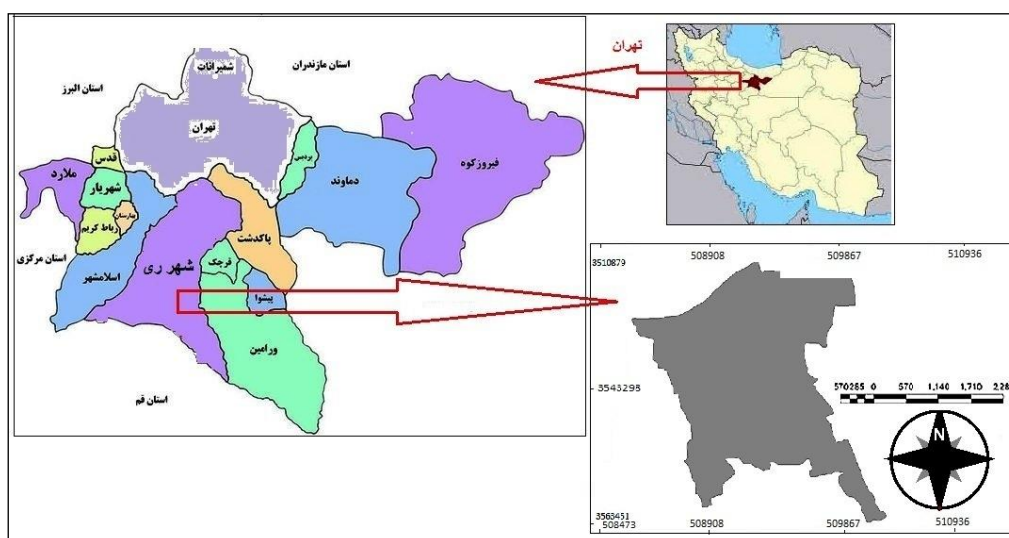 تهران
شمیرانات
استان مازندران
استان البرز
تهران
فیروزکوه
قدس
پردیس
ملارد
دماوند
شهریار
بهارستان
رباط کریم
پاکدشت
استان مرکزی
شهر ری
قرچک
اسلامشهر
پیشوا
ورامین
استان قم
508908 509867 510936
3510879
3543298
570285 0 570 1,140 1,710 2,28
N
3563451
508473 508908 509867 510936